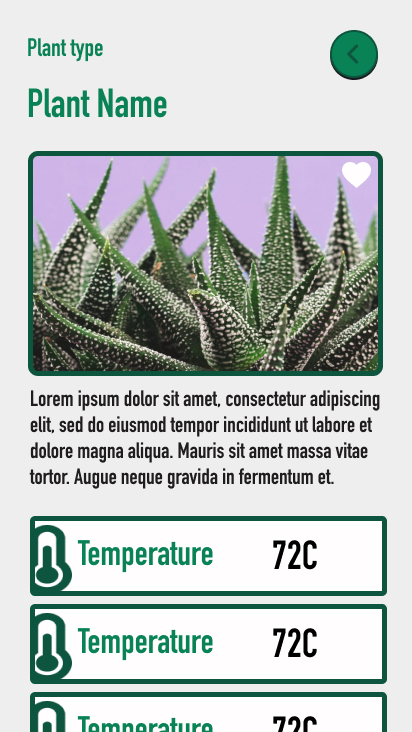 Plant type
Plant Name
Lorem ipsum dolor sit amet, consectetur adipiscing
elit, sed do eiusmod tempor incididunt ut labore et
dolore magna aliqua. Mauris sit amet massa vitae
tortor. Augue neque gravida in fermentum et.
Temperature 72C
Temperature 72C
Temperature 72C